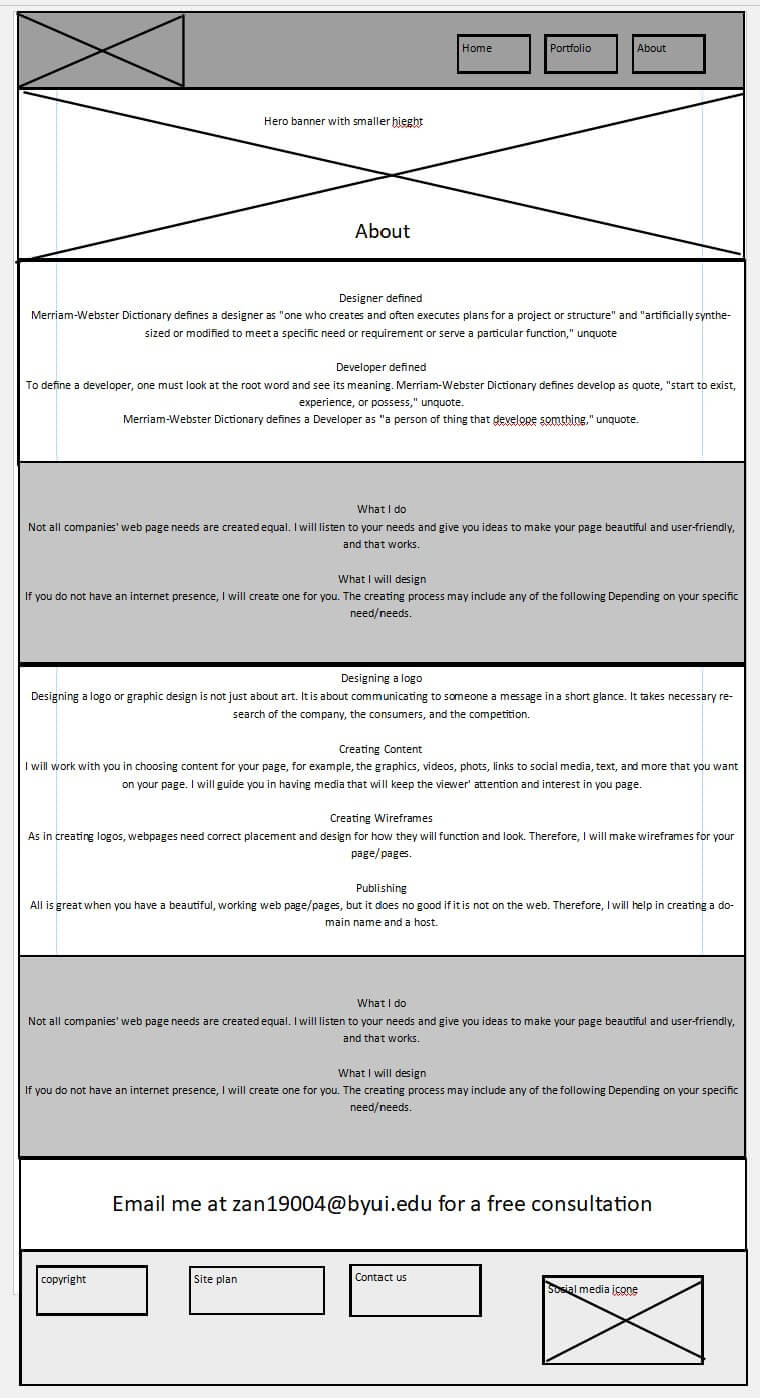 Home Portfolio About
Hero banner with smaller hieght
About
Designer defined
Merriam-Webster Dictionary defines a designer as "one who creates and often executes plans for a project or structure" and "artificially synthe-
sized or modified to meet a specific need or requirement or serve a particular function," unquote
Developer defined
To define a developer, one must look at the root word and see its meaning. Merriam-Webster Dictionary defines develop as quote, "start to exist,
experience, or possess," unquote.
Merriam-Webster Dictionary defines a Developer as "a person of thing that develope somthing," unquote.
What I do
Not all companies' web page needs are created equal. I will listen to your needs and give you ideas to make your page beautiful and user-friendly,
and that works.
What I will design
If you do not have an internet presence, I will create one for you. The creating process may include any of the following Depending on your specific
need/needs.
Designing a logo
Designing a logo or graphic design is not just about art. It is about communicating to someone a message in a short glance. It takes necessary re-
search of the company, the consumers, and the competition.
Creating Content
I will work with you in choosing content for your page, for example, the graphics, videos, phots, links to social media, text, and more that you want
on your page. I will guide you in having media that will keep the viewer' attention and interest in you page.
Creating Wireframes
As in creating logos, webpages need correct placement and design for how they will function and look. Therefore, I will make wireframes for your
page/pages.
Publishing
All is great when you have a beautiful, working web page/pages, but it does no good if it is not on the web. Therefore, I will help in creating a do-
main name and a host.
What I do
Not all companies' web page needs are created equal. I will listen to your needs and give you ideas to make your page beautiful and user-friendly,
and that works.
What I will design
If you do not have an internet presence, I will create one for you. The creating process may include any of the following Depending on your specific
need/needs.
Email me at zan19004@byui.edu for a free consultation
copyright Site plan Contact us Social media icone